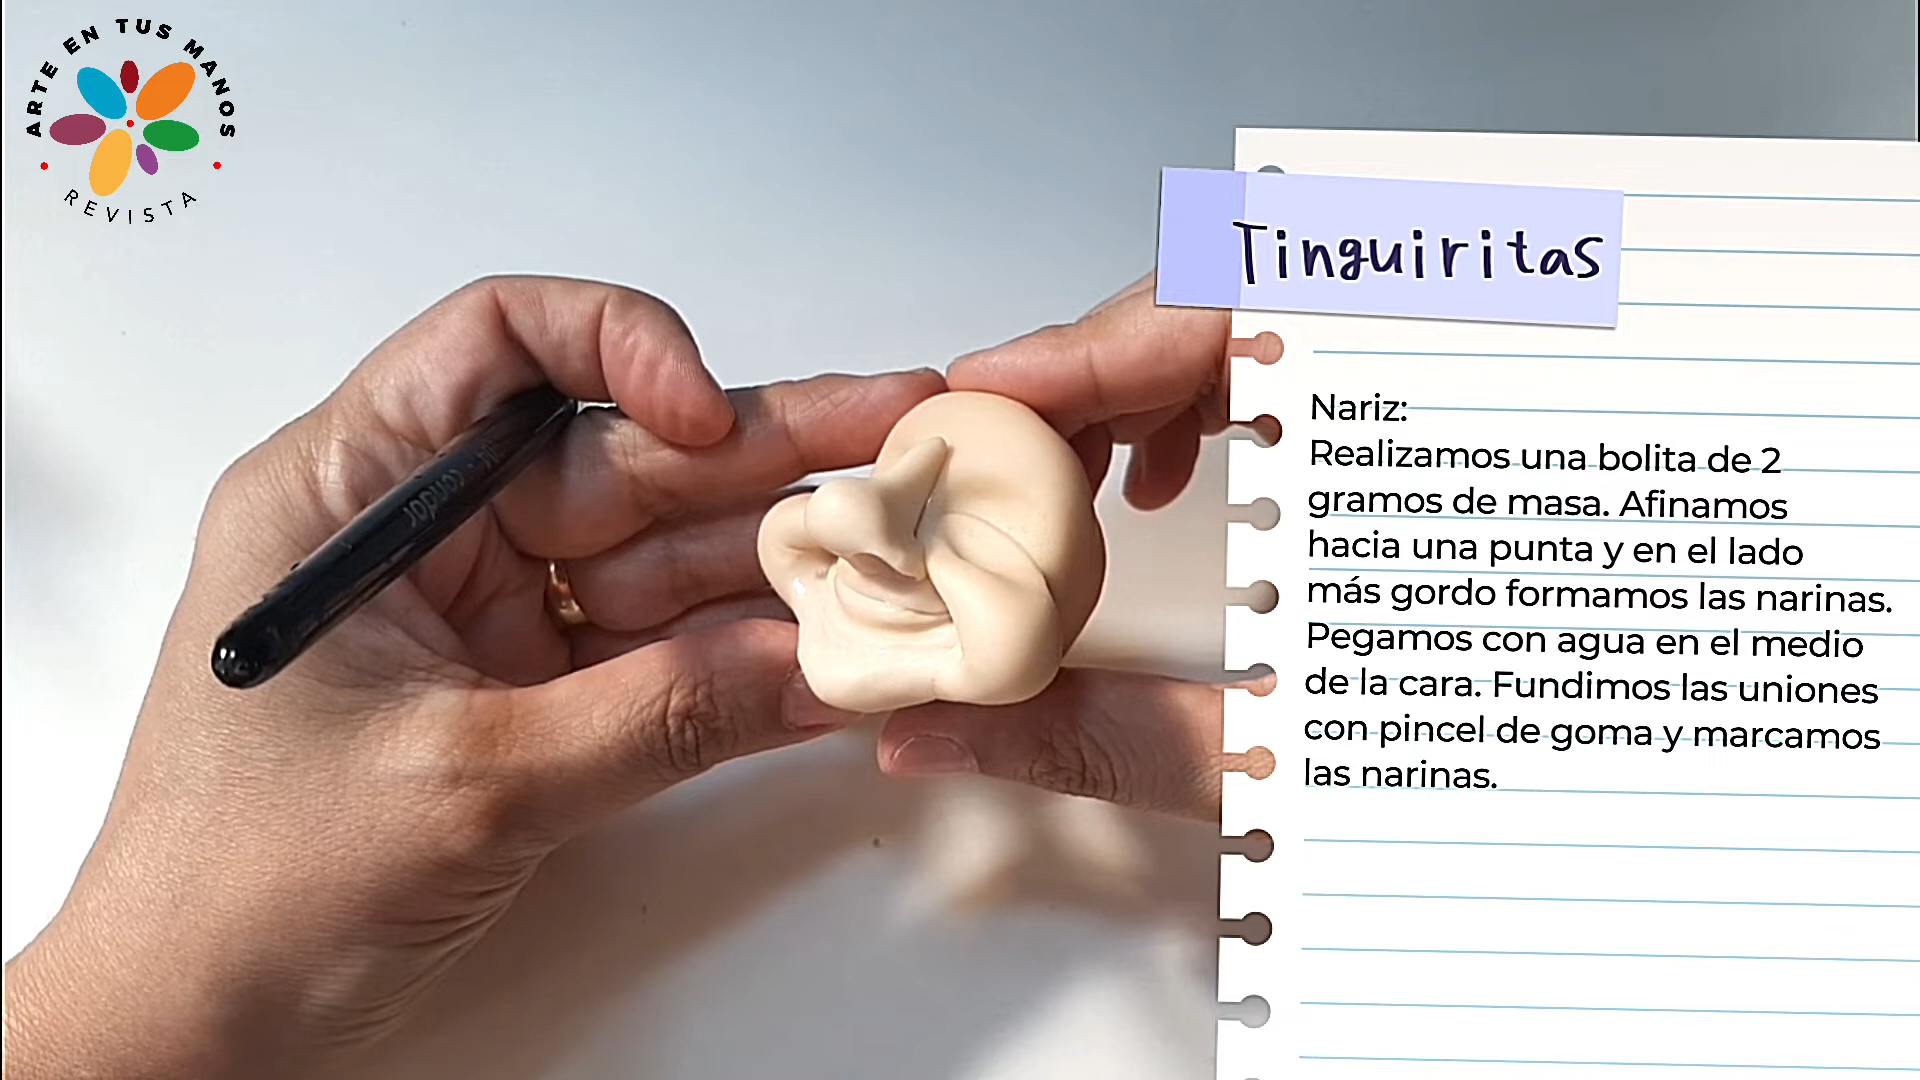 ARTE EN TUS MANOS
REVISTA
Tinguiritas
Nariz:
Realizamos una bolita de 2
gramos de masa. Afinamos
hacia una punta y en el lado
más gordo formamos las narinas.
Pegamos con agua en el medio
de la cara. Fundimos las uniones
con pincel de goma y marcamos
las narinas.
condor